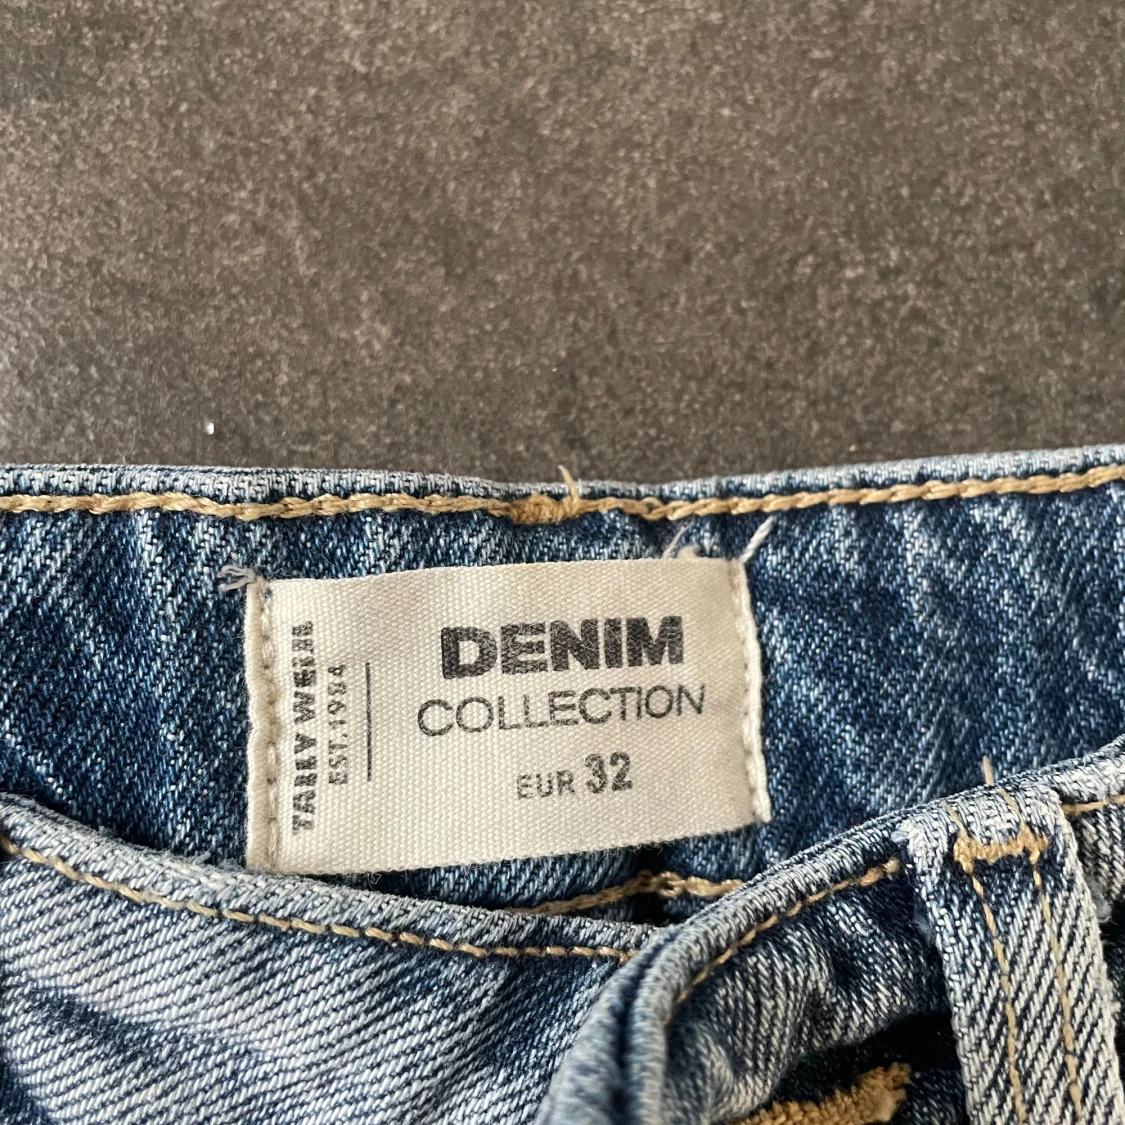 TALLY WEiJL
EST.1984
DENIM
COLLECTION
EUR 32